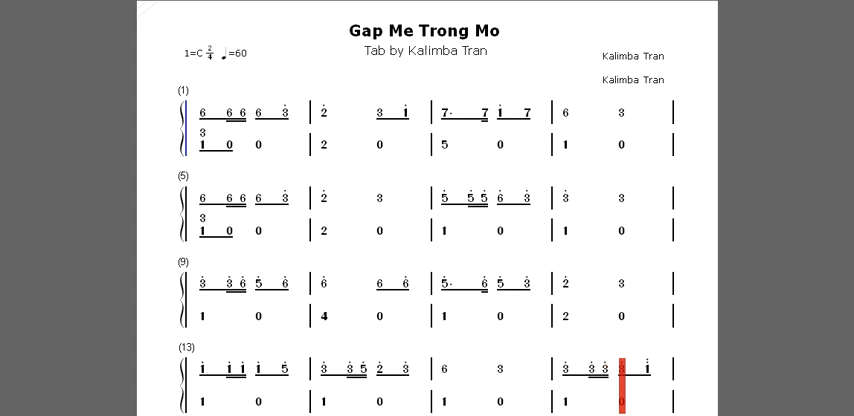 Gap Me Trong Mo
Tab by Kalimba Tran
1=C 2/4 ♩=60
Kalimba Tran
Kalimba Tran
(1)
6 6 6 6 3̇ | 2̇ 3 1̇ | 7· 7 1̇ 7 | 6 3 |
3
1 0 0 | 2 0 | 5 0 | 1 0 |
(5)
6 6 6 6 3̇ | 2̇ 3 | 5̇ 5̇ 5̇ 6̇ 3̇ | 3̇ 3 |
3
1 0 0 | 2 0 | 1 0 | 1 0 |
(9)
3̇ 3̇ 6̇ 5̇ 6̇ | 6̇ 6 6̇ | 5̇· 6̇ 5̇ 3̇ | 2̇ 3 |
1 0 | 4 0 | 1 0 | 2 0 |
(13)
1̇ 1̇ 1̇ 1̇ 5̇ | 3̇ 3̇ 5̇ 2̇ 3̇ | 6 3 | 3̇ 3̇ 3̇ 3̇ 1̇ |
1 0 | 1 0 | 1 0 | 1 0 |